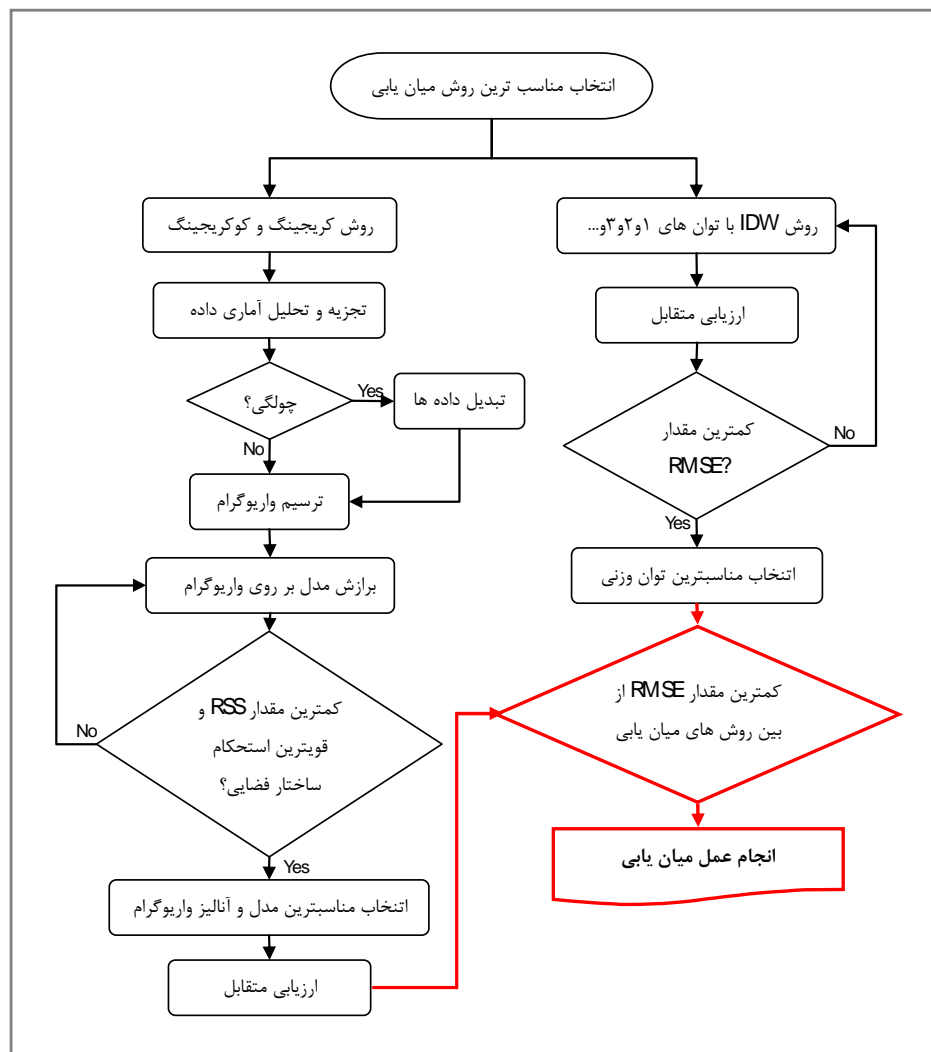 انتخاب مناسب ترین روش میان یابی
روش کریجینگ و کوکریجینگ
تجزیه و تحلیل آماری داده
چولگی؟
Yes
تبدیل داده ها
No
ترسیم واریوگرام
برازش مدل بر روی واریوگرام
کمترین مقدار RSS و
قویترین استحکام
ساختار فضایی؟
No
Yes
اتنخاب مناسبترین مدل و آنالیز واریوگرام
ارزیابی متقابل
روش IDW با توان های ۱و۲و۳و...
ارزیابی متقابل
کمترین مقدار
RMSE?
No
Yes
اتنخاب مناسبترین توان وزنی
کمترین مقدار RMSE از
بین روش های میان یابی
انجام عمل میان یابی